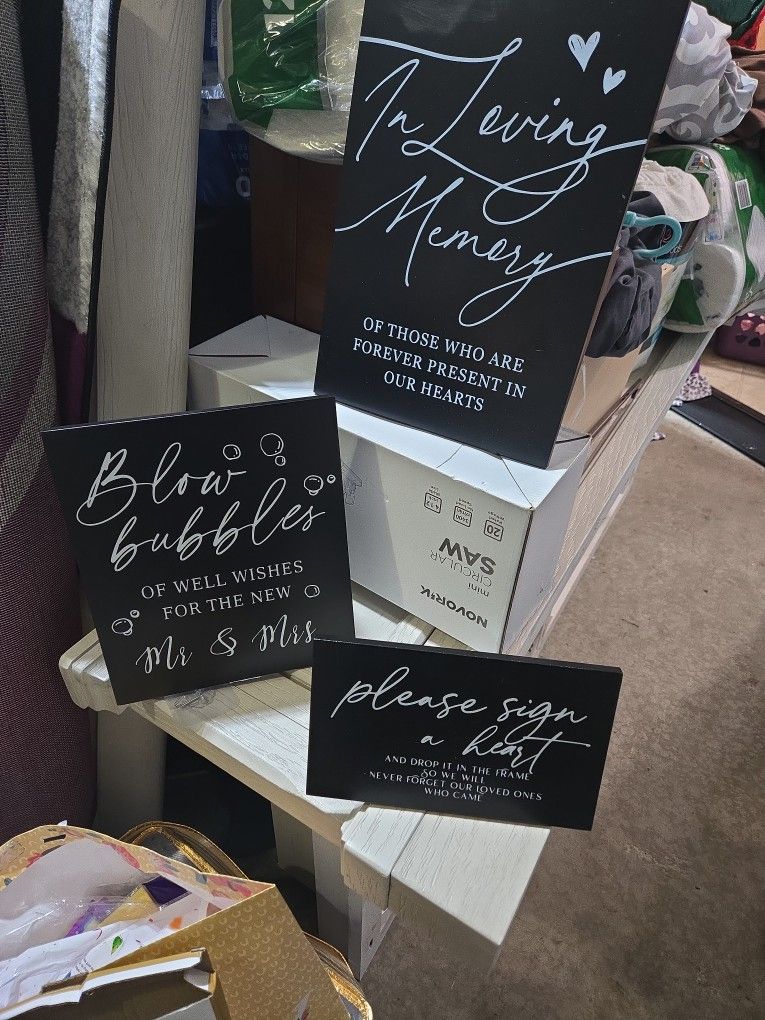 In Loving
Memory
OF THOSE WHO ARE
FOREVER PRESENT IN
OUR HEARTS
Blow
bubbles
OF WELL WISHES
FOR THE NEW
Mr & Mrs
please sign
a heart
AND DROP IT IN THE FRAME
SO WE WILL
NEVER FORGET OUR LOVED ONES
WHO CAME
NOVORIK
mini
CIRCULAR
SAW
20